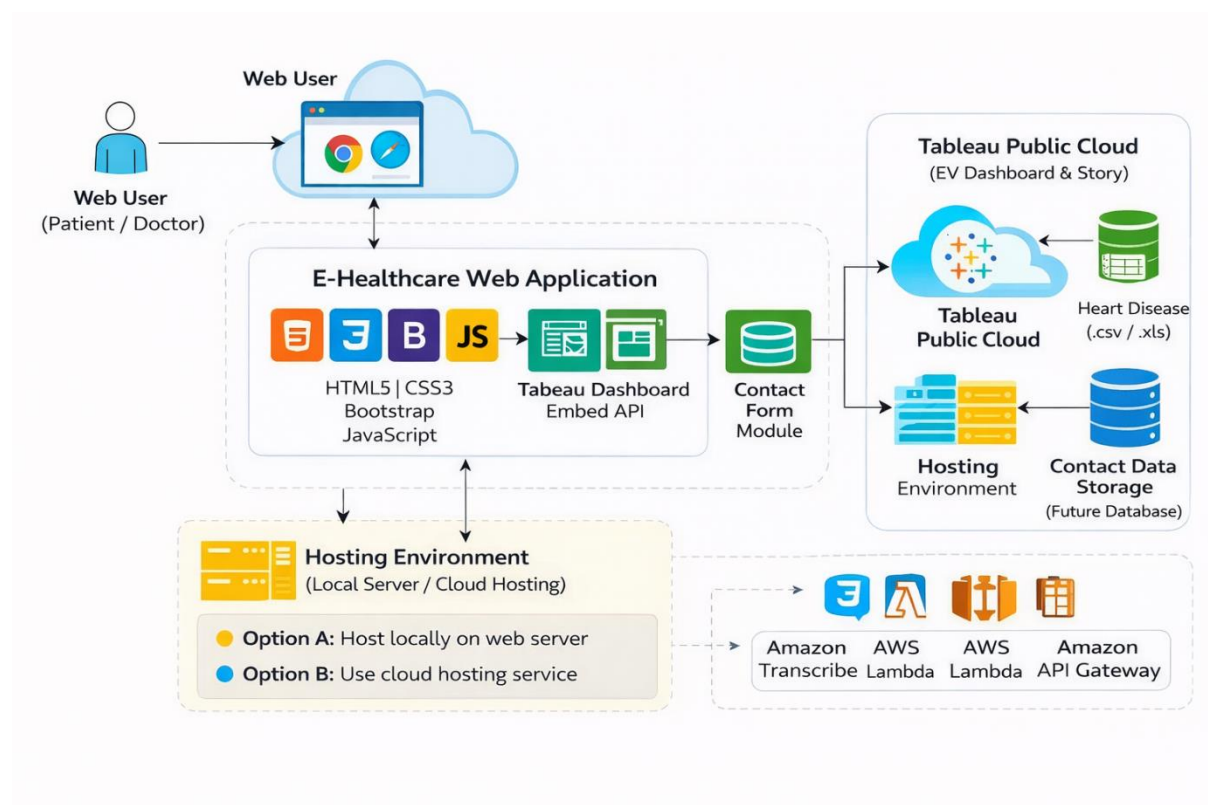 Web User
Web User
(Patient / Doctor)
E-Healthcare Web Application
B
JS
HTML5 | CSS3
Bootstrap
JavaScript
Tabeau Dashboard
Embed API
Contact
Form
Module
Tableau Public Cloud
(EV Dashboard & Story)
Tableau
Public Cloud
Heart Disease
(.csv / .xls)
Hosting
Environment
Contact Data
Storage
(Future Database)
Hosting Environment
(Local Server / Cloud Hosting)
Option A: Host locally on web server
Option B: Use cloud hosting service
Amazon
Transcribe
AWS
Lambda
AWS
Lambda
Amazon
API Gateway